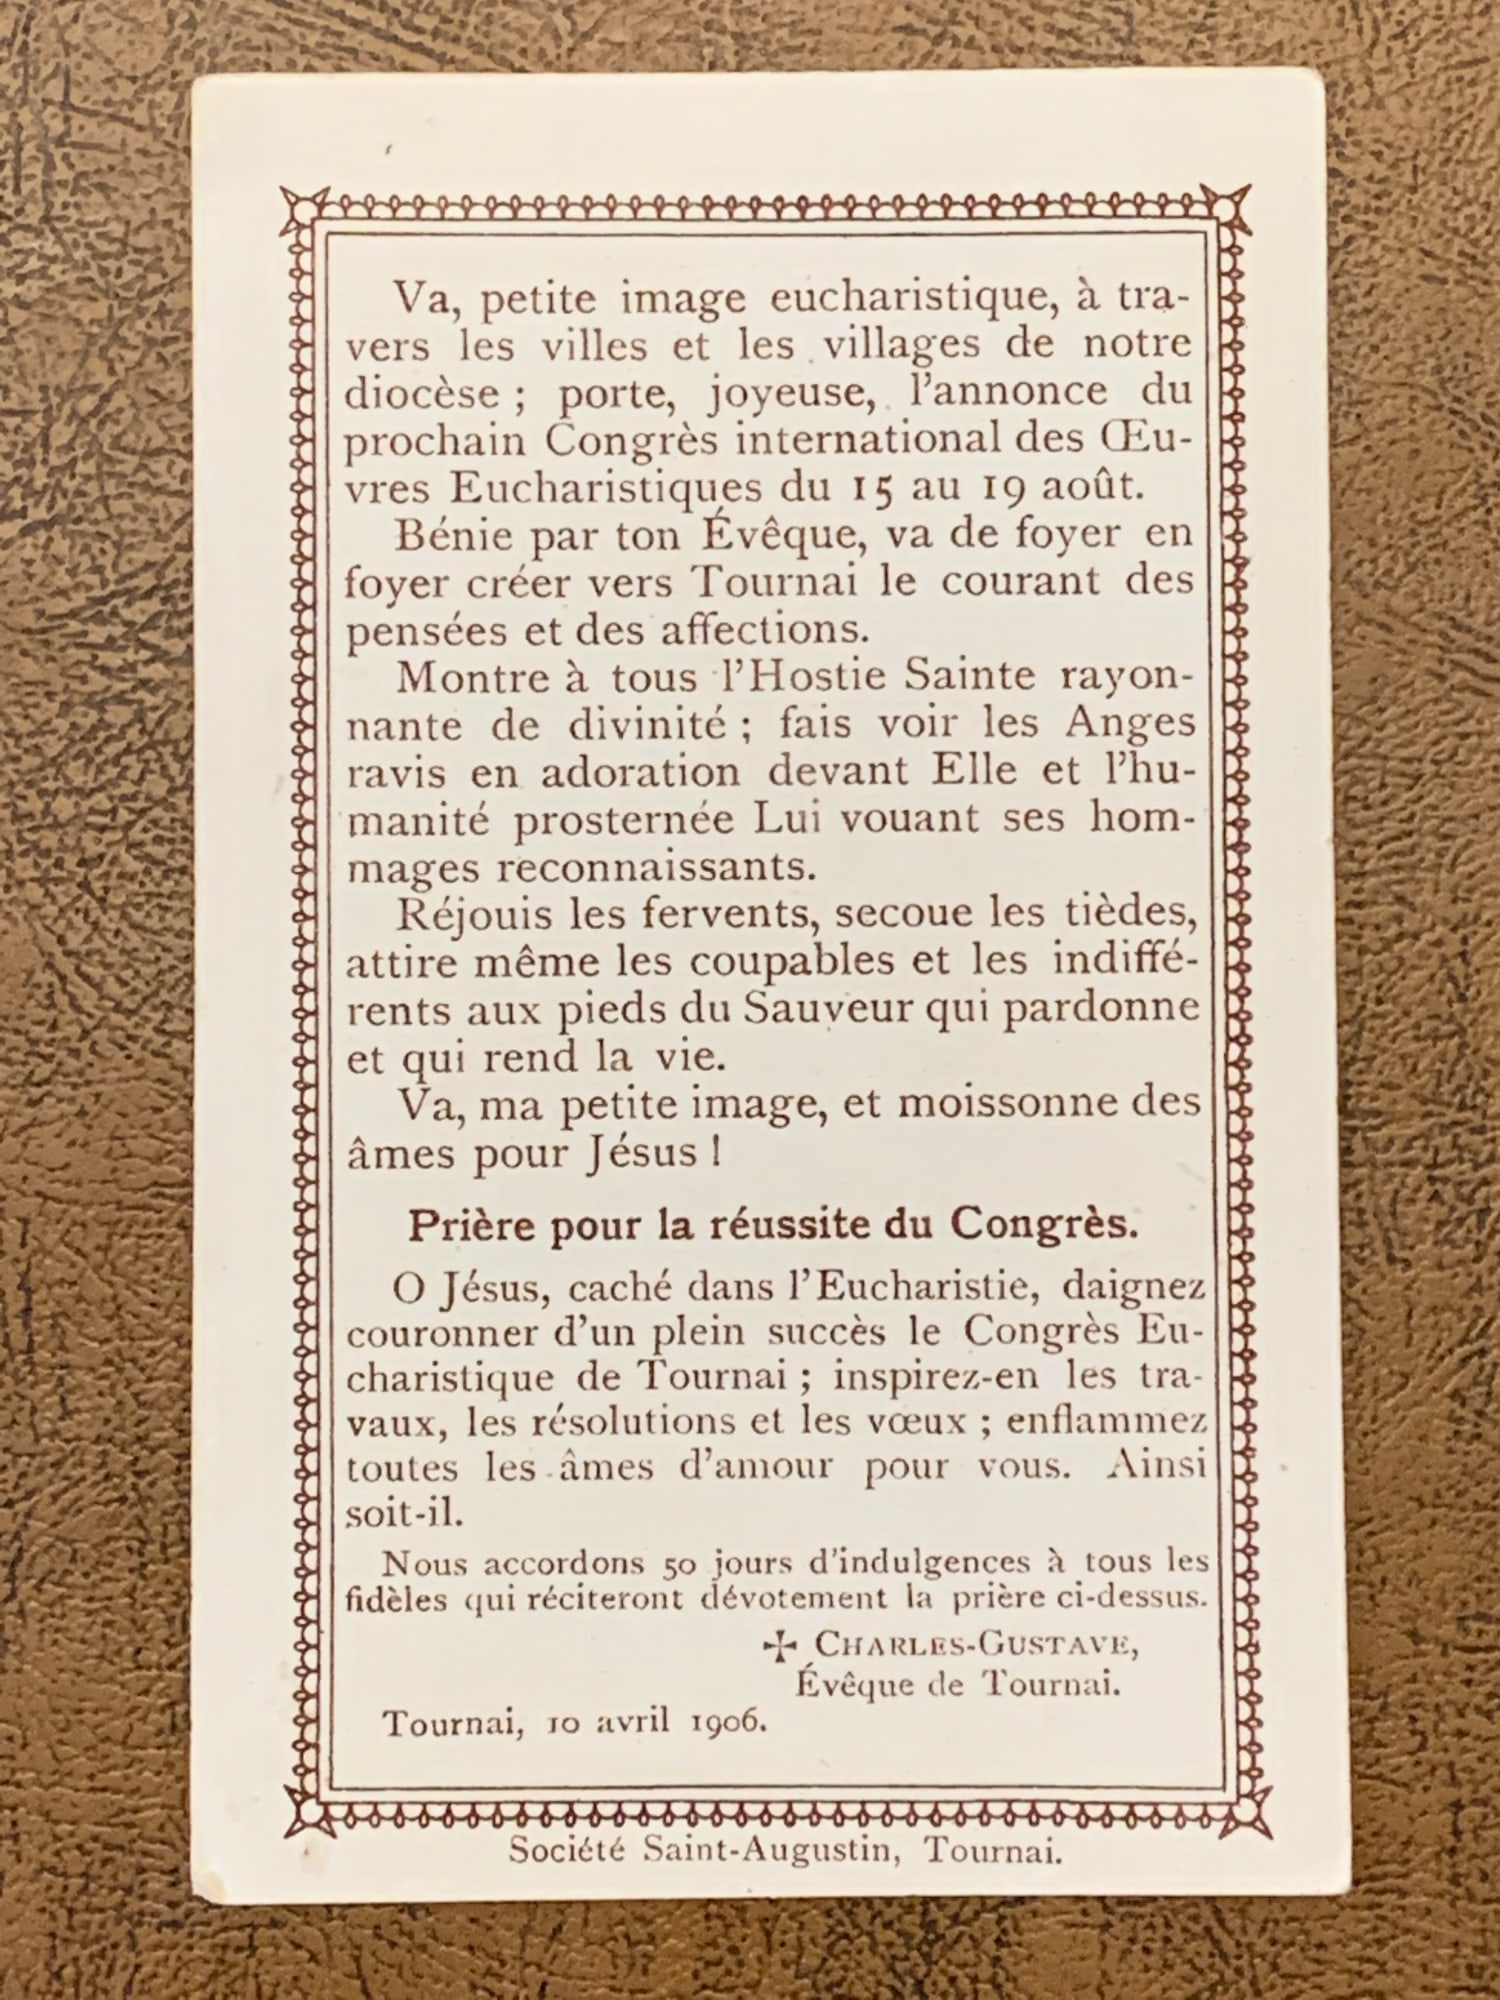 Va, petite image eucharistique, à tra-
vers les villes et les villages de notre
diocèse ; porte, joyeuse, l'annonce du
prochain Congrès international des Œu-
vres Eucharistiques du 15 au 19 août.
Bénie par ton Évêque, va de foyer en
foyer créer vers Tournai le courant des
pensées et des affections.
Montre à tous l'Hostie Sainte rayon-
nante de divinité ; fais voir les Anges
ravis en adoration devant Elle et l'hu-
manité prosternée Lui vouant ses hom-
mages reconnaissants.
Réjouis les fervents, secoue les tièdes,
attire même les coupables et les indiffé-
rents aux pieds du Sauveur qui pardonne
et qui rend la vie.
Va, ma petite image, et moissonne des
âmes pour Jésus !
Prière pour la réussite du Congrès.
O Jésus, caché dans l'Eucharistie, daignez
couronner d'un plein succès le Congrès Eu-
charistique de Tournai ; inspirez-en les tra-
vaux, les résolutions et les vœux ; enflammez
toutes les âmes d'amour pour vous. Ainsi
soit-il.
Nous accordons 50 jours d'indulgences à tous les
fidèles qui réciteront dévotement la prière ci-dessus.
✠ CHARLES-GUSTAVE,
Évêque de Tournai.
Tournai, 10 avril 1906.
Société Saint-Augustin, Tournai.